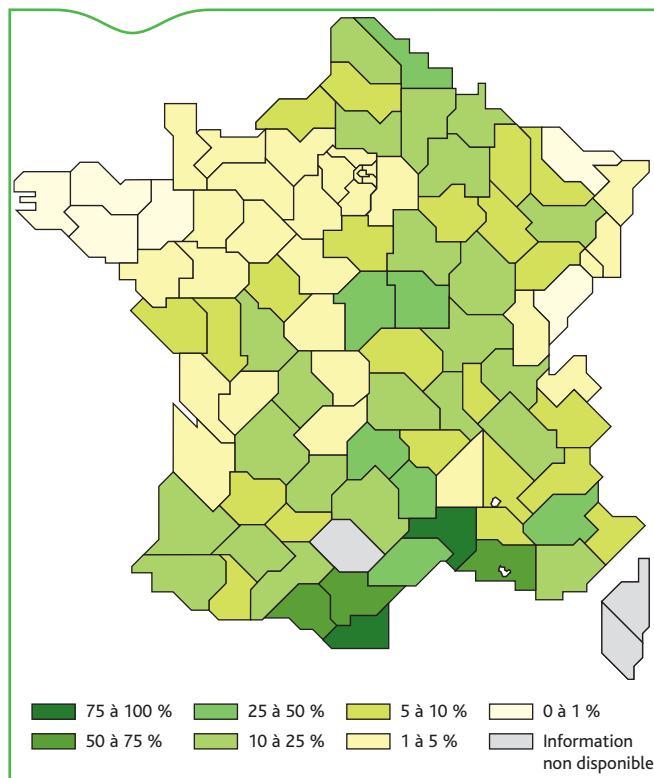 75 à 100 %
25 à 50 %
5 à 10 %
0 à 1 %
50 à 75 %
10 à 25 %
1 à 5 %
Information
non disponible